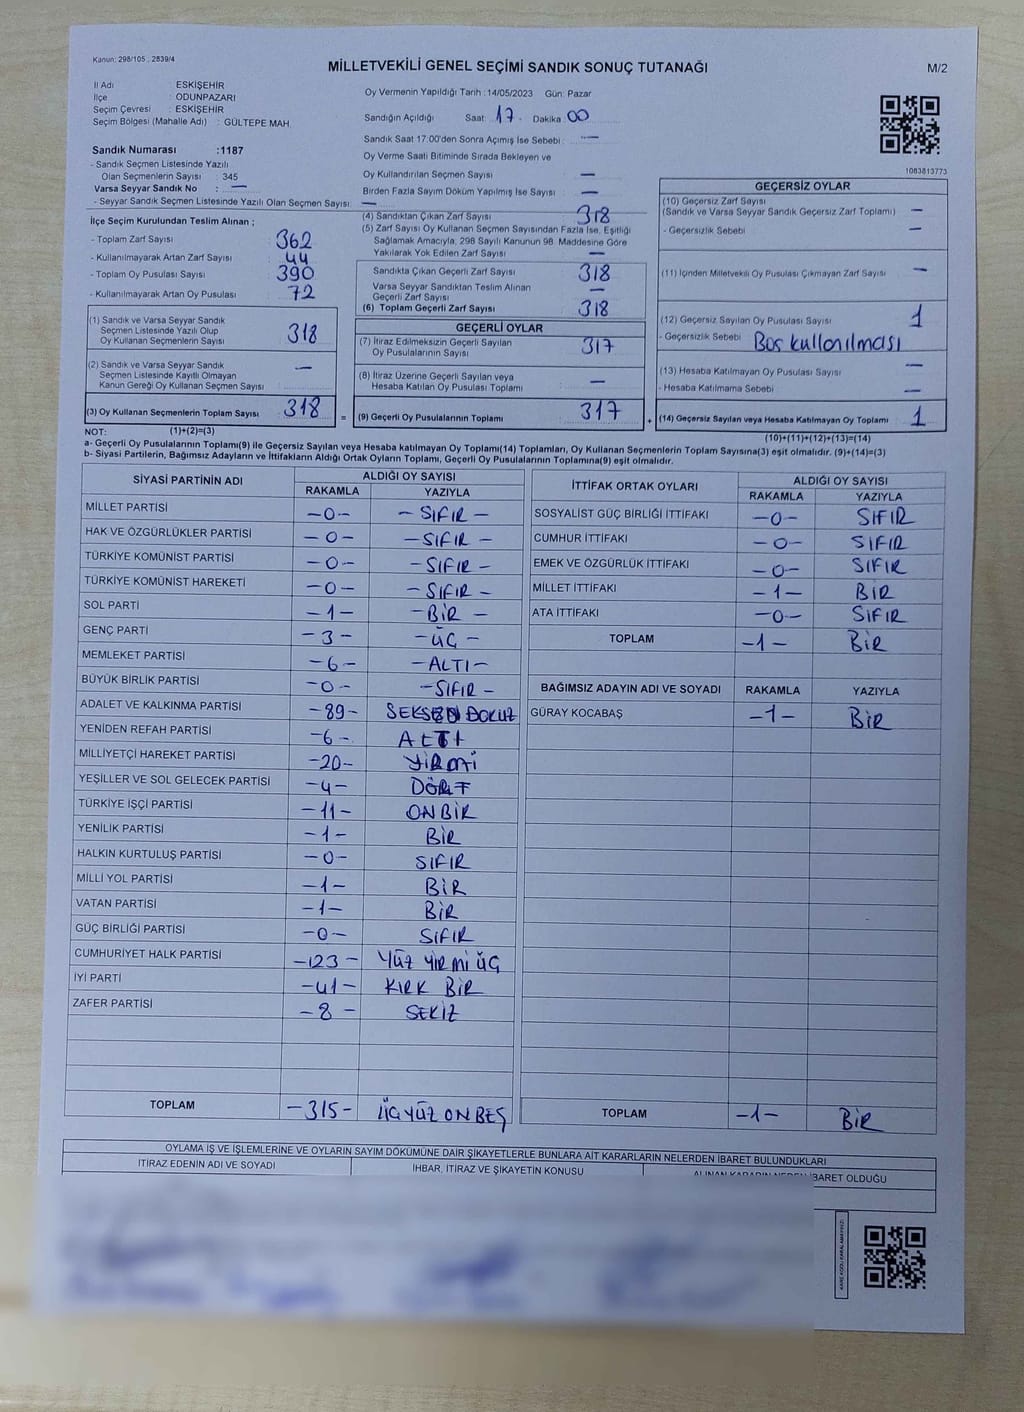 Kanun: 298/105 , 2839/4
MİLLETVEKİLİ GENEL SEÇİMİ SANDIK SONUÇ TUTANAĞI
M/2
İl Adı : ESKİŞEHİR
İlçe : ODUNPAZARI
Seçim Çevresi : ESKİŞEHİR
Seçim Bölgesi (Mahalle Adı) : GÜLTEPE MAH.
Oy Vermenin Yapıldığı Tarih : 14/05/2023 Gün: Pazar
Sandığın Açıldığı Saat: 17 - Dakika 00
Sandık Saat 17:00'den Sonra Açımış İse Sebebi : —
Oy Verme Saati Bitiminde Sırada Bekleyen ve
Oy Kullandırılan Seçmen Sayısı —
Birden Fazla Sayım Döküm Yapılmış İse Sayısı —
1083813773
Sandık Numarası :1187
- Sandık Seçmen Listesinde Yazılı
Olan Seçmenlerin Sayısı : 345
Varsa Seyyar Sandık No : —
- Seyyar Sandık Seçmen Listesinde Yazılı Olan Seçmen Sayısı: —
İlçe Seçim Kurulundan Teslim Alınan ;
- Toplam Zarf Sayısı 362
- Kullanılmayarak Artan Zarf Sayısı 44
- Toplam Oy Pusulası Sayısı 390
- Kullanılmayarak Artan Oy Pusulası 72
(1) Sandık ve Varsa Seyyar Sandık
Seçmen Listesinde Yazılı Olup
Oy Kullanan Seçmenlerin Sayısı 318
(2) Sandık ve Varsa Seyyar Sandık
Seçmen Listesinde Kayıtlı Olmayan
Kanun Gereği Oy Kullanan Seçmen Sayısı —
(3) Oy Kullanan Seçmenlerin Toplam Sayısı 318 =
(4) Sandıktan Çıkan Zarf Sayısı 318
(5) Zarf Sayısı Oy Kullanan Seçmen Sayısından Fazla İse, Eşitliği
Sağlamak Amacıyla, 298 Sayılı Kanunun 98. Maddesine Göre
Yakılarak Yok Edilen Zarf Sayısı —
Sandıkta Çıkan Geçerli Zarf Sayısı 318
Varsa Seyyar Sandıktan Teslim Alınan
Geçerli Zarf Sayısı —
(6) Toplam Geçerli Zarf Sayısı 318
GEÇERLİ OYLAR
(7) İtiraz Edilmeksizin Geçerli Sayılan
Oy Pusulalarının Sayısı 317
(8) İtiraz Üzerine Geçerli Sayılan veya
Hesaba Katılan Oy Pusulası Toplamı —
(9) Geçerli Oy Pusulalarının Toplamı 317 +
GEÇERSİZ OYLAR
(10) Geçersiz Zarf Sayısı
(Sandık ve Varsa Seyyar Sandık Geçersiz Zarf Toplamı) —
- Geçersizlik Sebebi —
(11) İçinden Milletvekili Oy Pusulası Çıkmayan Zarf Sayısı —
(12) Geçersiz Sayılan Oy Pusulası Sayısı 1
- Geçersizlik Sebebi Boş kullanılması
(13) Hesaba Katılmayan Oy Pusulası Sayısı —
- Hesaba Katılmama Sebebi —
(14) Geçersiz Sayılan veya Hesaba Katılmayan Oy Toplamı 1
NOT: (1)+(2)=(3) (10)+(11)+(12)+(13)=(14)
a- Geçerli Oy Pusulalarının Toplamı(9) ile Geçersiz Sayılan veya Hesaba katılmayan Oy Toplamı(14) Toplamları, Oy Kullanan Seçmenlerin Toplam Sayısına(3) eşit olmalıdır. (9)+(14)=(3)
b- Siyasi Partilerin, Bağımsız Adayların ve İttifakların Aldığı Ortak Oyların Toplamı, Geçerli Oy Pusulalarının Toplamına(9) eşit olmalıdır.
SİYASİ PARTİNİN ADI ALDIĞI OY SAYISI
RAKAMLA YAZIYLA
MİLLET PARTİSİ -0- - SIFIR -
HAK VE ÖZGÜRLÜKLER PARTİSİ -0- - SIFIR -
TÜRKİYE KOMÜNİST PARTİSİ -0- - SIFIR -
TÜRKİYE KOMÜNİST HAREKETİ -0- - SIFIR -
SOL PARTİ -1- - BİR -
GENÇ PARTİ -3- - ÜÇ -
MEMLEKET PARTİSİ -6- - ALTI -
BÜYÜK BİRLİK PARTİSİ -0- - SIFIR -
ADALET VE KALKINMA PARTİSİ -89- SEKSEN DOKUZ
YENİDEN REFAH PARTİSİ -6- ALTI
MİLLİYETÇİ HAREKET PARTİSİ -20- YİRMİ
YEŞİLLER VE SOL GELECEK PARTİSİ -4- DÖRT
TÜRKİYE İŞÇİ PARTİSİ -11- ONBİR
YENİLİK PARTİSİ -1- BİR
HALKIN KURTULUŞ PARTİSİ -0- SIFIR
MİLLİ YOL PARTİSİ -1- BİR
VATAN PARTİSİ -1- BİR
GÜÇ BİRLİĞİ PARTİSİ -0- SIFIR
CUMHURİYET HALK PARTİSİ -123- YÜZ YİRMİ ÜÇ
İYİ PARTİ -41- KIRK BİR
ZAFER PARTİSİ -8- SEKİZ
TOPLAM -315- ÜÇ YÜZ ON BEŞ
İTTİFAK ORTAK OYLARI ALDIĞI OY SAYISI
RAKAMLA YAZIYLA
SOSYALİST GÜÇ BİRLİĞİ İTTİFAKI -0- SIFIR
CUMHUR İTTİFAKI -0- SIFIR
EMEK VE ÖZGÜRLÜK İTTİFAKI -0- SIFIR
MİLLET İTTİFAKI -1- BİR
ATA İTTİFAKI -0- SIFIR
TOPLAM -1- BİR
BAĞIMSIZ ADAYIN ADI VE SOYADI RAKAMLA YAZIYLA
GÜRAY KOCABAŞ -1- BİR
TOPLAM -1- BİR
OYLAMA İŞ VE İŞLEMLERİNE VE OYLARIN SAYIM DÖKÜMÜNE DAİR ŞİKAYETLERLE BUNLARA AİT KARARLARIN NELERDEN İBARET BULUNDUKLARI
İTİRAZ EDENİN ADI VE SOYADI İHBAR, İTİRAZ VE ŞİKAYETİN KONUSU ALINAN KARARIN NEDEN İBARET OLDUĞU